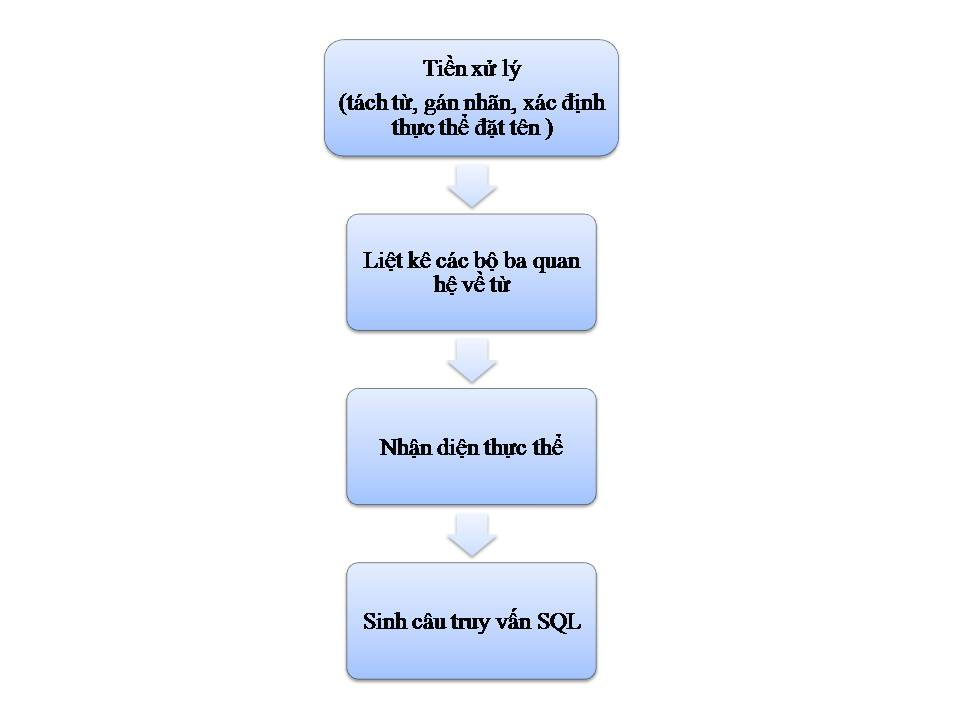 Tiền xử lý
(tách từ, gán nhãn, xác định
thực thể đặt tên )
Liệt kê các bộ ba quan
hệ về từ
Nhận diện thực thể
Sinh câu truy vấn SQL